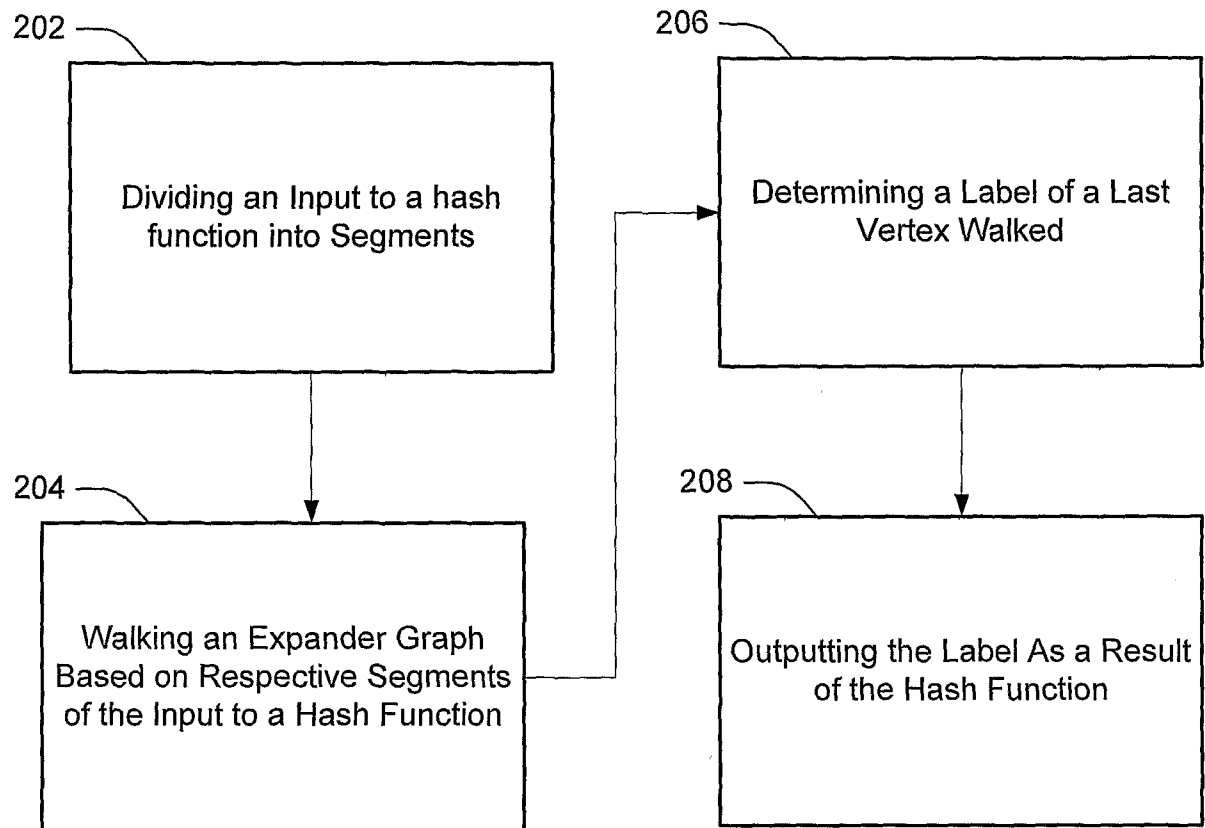 202
Dividing an Input to a hash
function into Segments
204
Walking an Expander Graph
Based on Respective Segments
of the Input to a Hash Function
206
Determining a Label of a Last
Vertex Walked
208
Outputting the Label As a Result
of the Hash Function